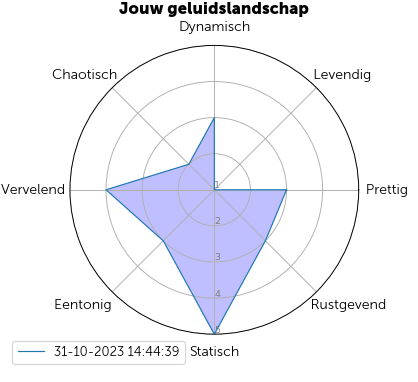 Jouw geluidslandschap
Dynamisch
Chaotisch
Levendig
Vervelend
1
Prettig
2
3
4
5
Eentonig
Rustgevend
31-10-2023 14:44:39
Statisch